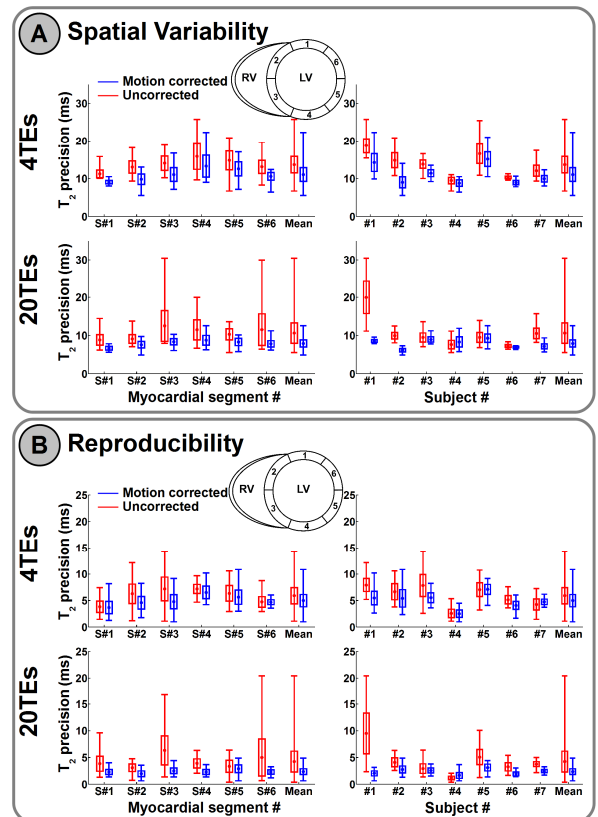 A Spatial Variability
Motion corrected
Uncorrected
RV LV 1 2 3 4 5 6
4TEs
T2 precision (ms)
30
20
10
0
S#1 S#2 S#3 S#4 S#5 S#6 Mean
30
20
10
0
#1 #2 #3 #4 #5 #6 #7 Mean
20TEs
T2 precision (ms)
30
20
10
0
S#1 S#2 S#3 S#4 S#5 S#6 Mean
Myocardial segment #
30
20
10
0
#1 #2 #3 #4 #5 #6 #7 Mean
Subject #
B Reproducibility
Motion corrected
Uncorrected
RV LV 1 2 3 4 5 6
4TEs
T2 precision (ms)
25
20
15
10
5
0
S#1 S#2 S#3 S#4 S#5 S#6 Mean
25
20
15
10
5
0
#1 #2 #3 #4 #5 #6 #7 Mean
20TEs
T2 precision (ms)
25
20
15
10
5
0
S#1 S#2 S#3 S#4 S#5 S#6 Mean
Myocardial segment #
25
20
15
10
5
0
#1 #2 #3 #4 #5 #6 #7 Mean
Subject #